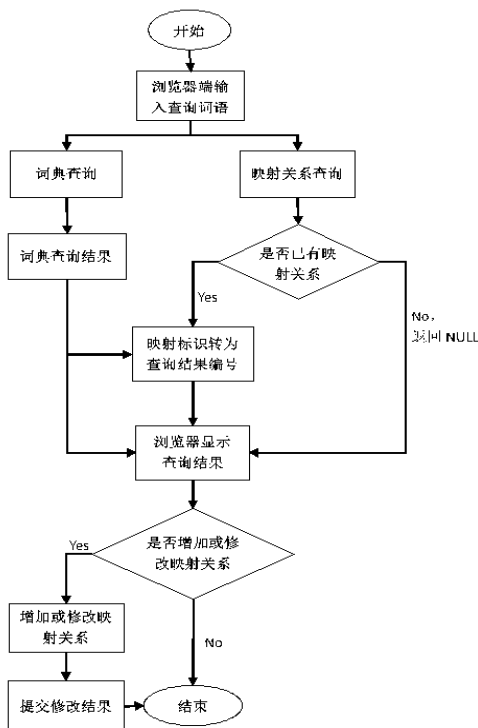 开始
浏览器端输
入查询词语
词典查询
映射关系查询
词典查询结果
是否已有映
射关系
Yes
No，
返回 NULL
映射标识转为
查询结果编号
浏览器显示
查询结果
是否增加或修
改映射关系
Yes
增加或修改映
射关系
No
提交修改结果
结束